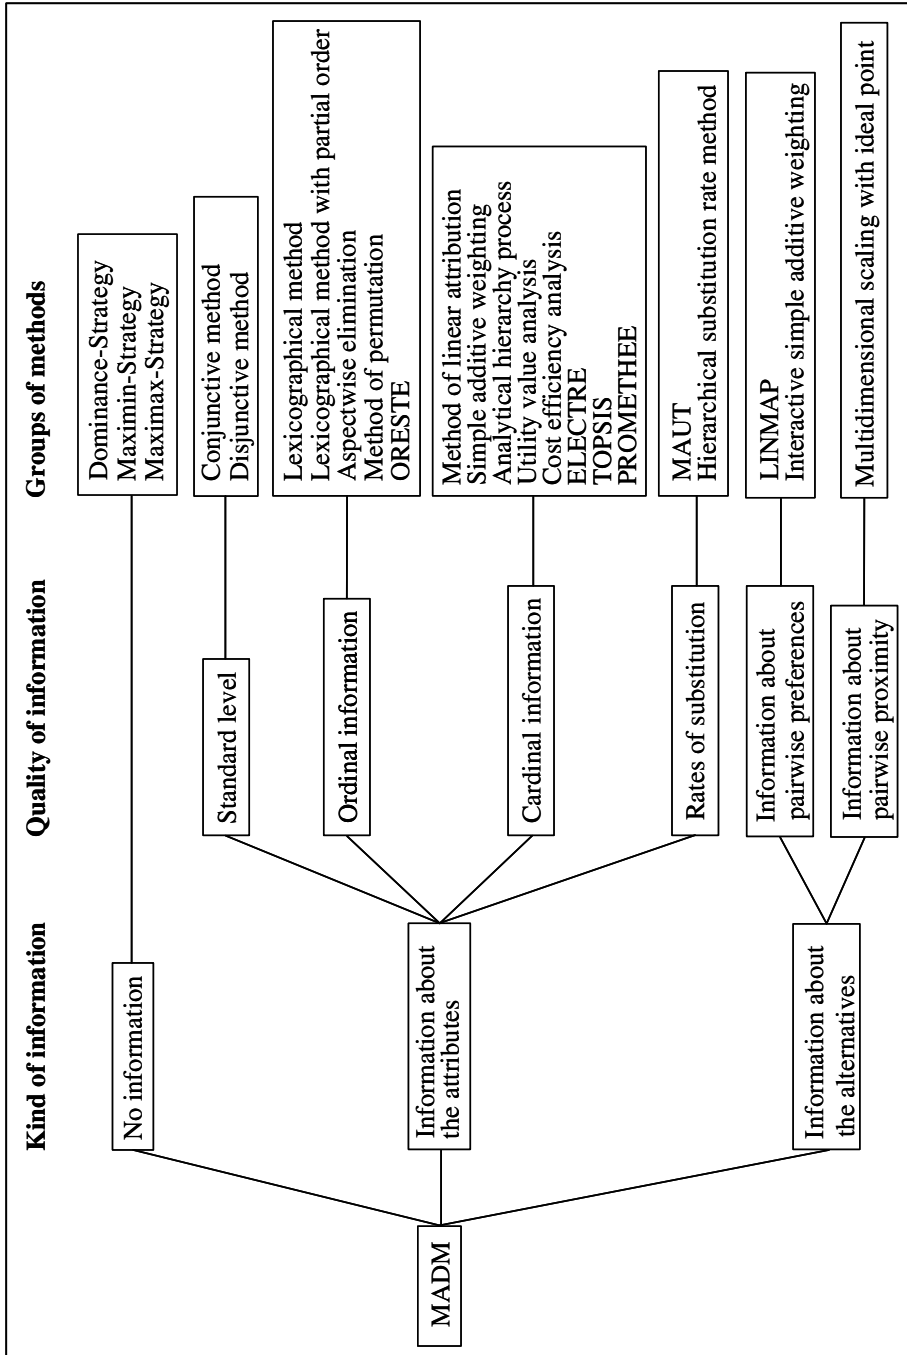 Kind of information
Quality of information
Groups of methods
MADM
No information
Dominance-Strategy
Maximin-Strategy
Maximax-Strategy
Information about
the attributes
Standard level
Conjunctive method
Disjunctive method
Ordinal information
Lexicographical method
Lexicographical method with partial order
Aspectwise elimination
Method of permutation
ORESTE
Cardinal information
Method of linear attribution
Simple additive weighting
Analytical hierarchy process
Utility value analysis
Cost efficiency analysis
ELECTRE
TOPSIS
PROMETHEE
Rates of substitution
MAUT
Hierarchical substitution rate method
Information about
the alternatives
Information about
pairwise preferences
LINMAP
Interactive simple additive weighting
Information about
pairwise proximity
Multidimensional scaling with ideal point